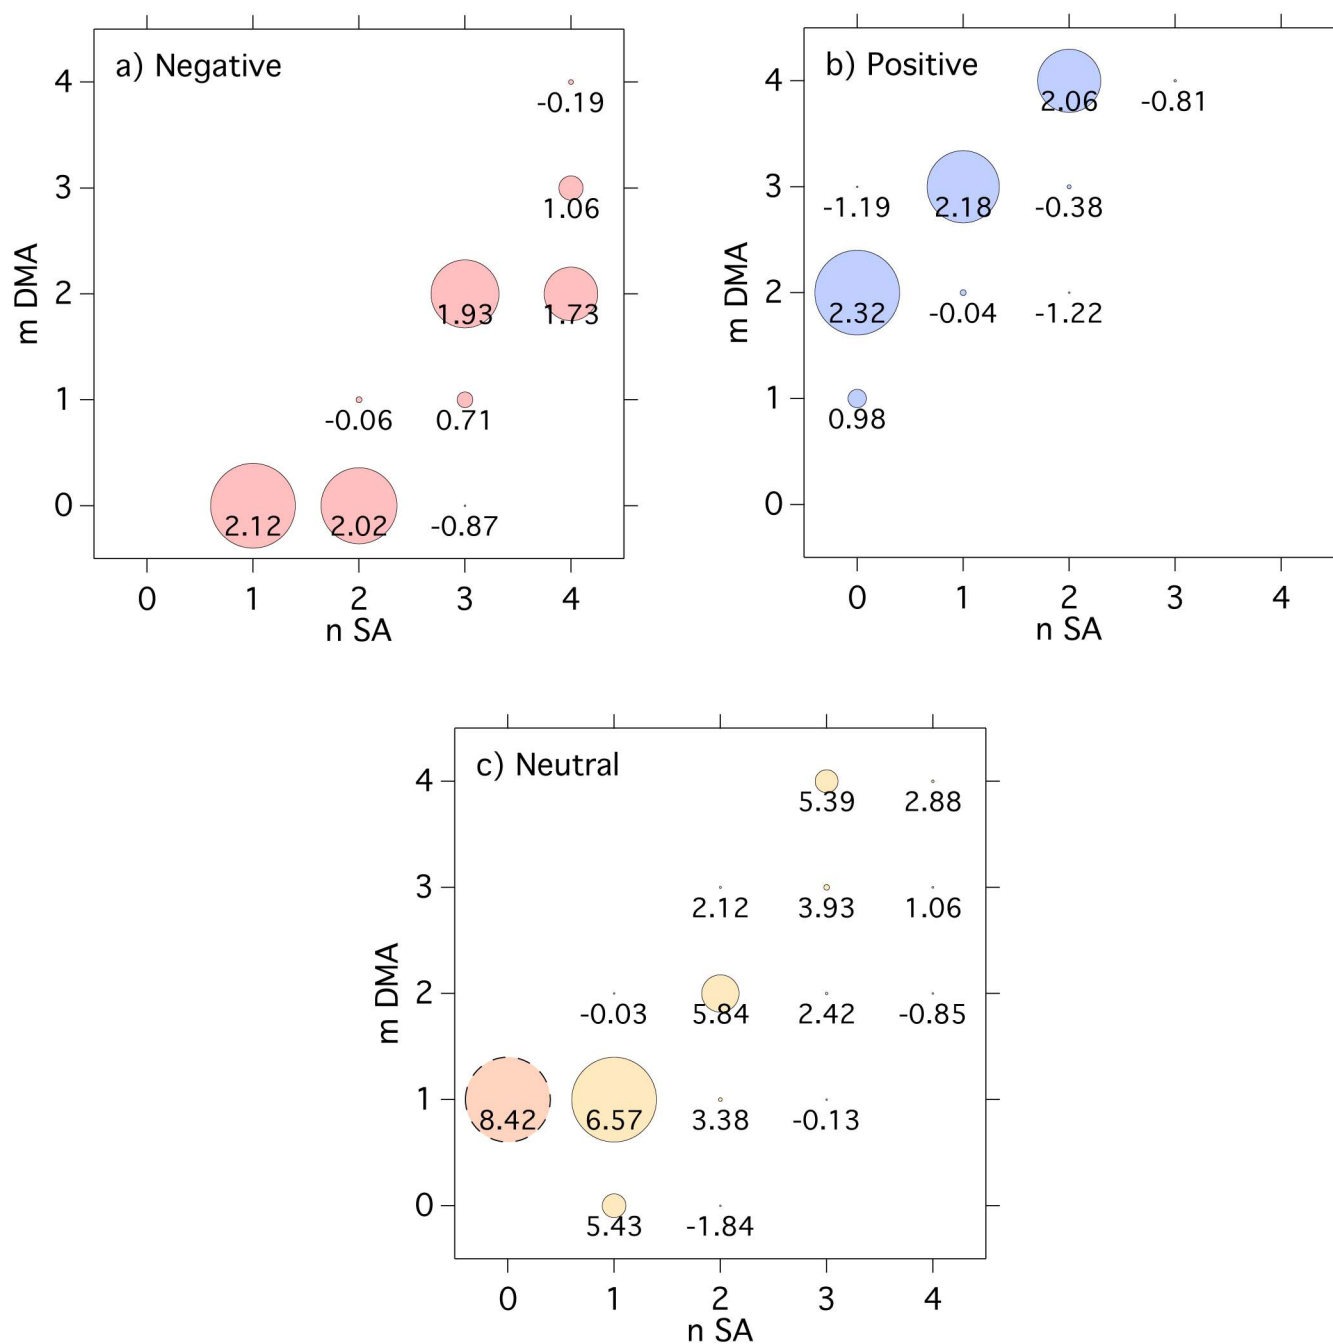 a) Negative
4
-0.19
3
1.06
m DMA
2
1.93 1.73
1
-0.06 0.71
0
2.12 2.02 -0.87
0 1 2 3 4
n SA
b) Positive
4
2.06 -0.81
3
-1.19 2.18 -0.38
m DMA
2
2.32 -0.04 -1.22
1
0.98
0
0 1 2 3 4
n SA
c) Neutral
4
5.39 2.88
3
2.12 3.93 1.06
m DMA
2
-0.03 5.84 2.42 -0.85
1
8.42 6.57 3.38 -0.13
0
5.43 -1.84
0 1 2 3 4
n SA